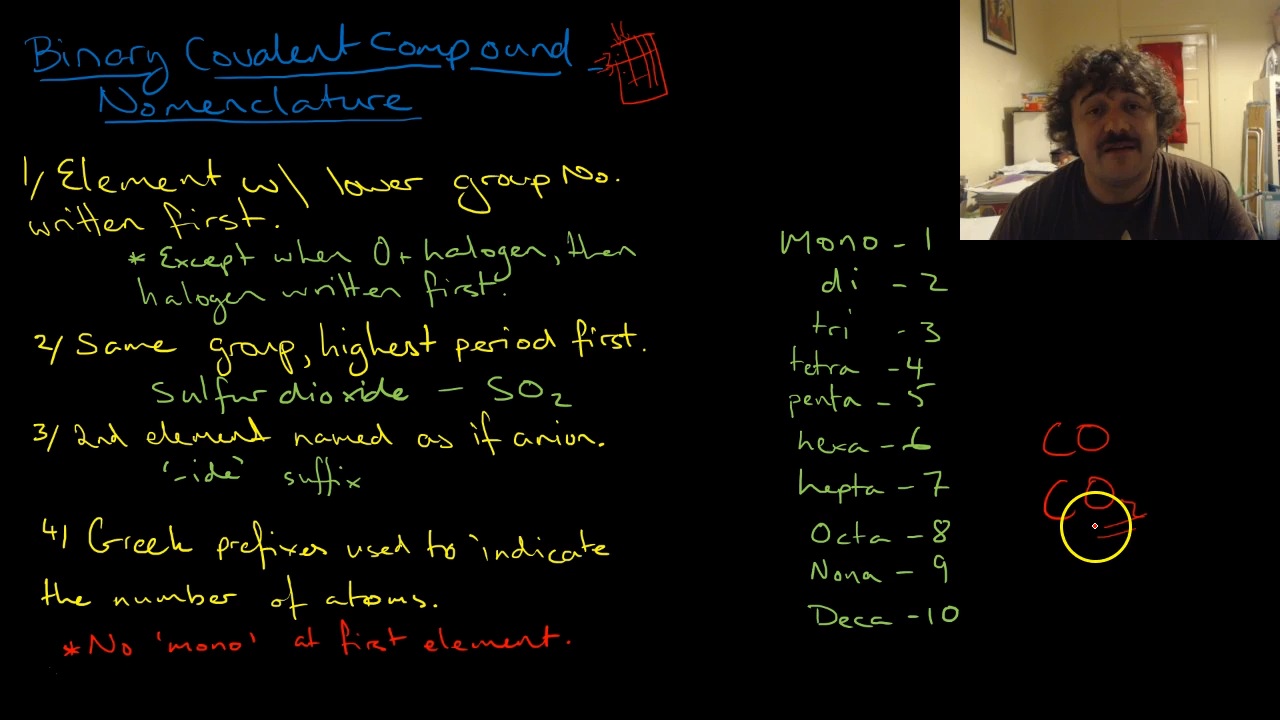 Binary Covalent Compound
Nomenclature
1/ Element w/ lower group No.
written first.
* Except when O + halogen, then
halogen written first.
2/ Same group, highest period first.
Sulfur dioxide - SO2
3/ 2nd element named as if anion.
'-ide' suffix
4/ Greek prefixes used to indicate
the number of atoms.
* No 'mono' at first element.
Mono - 1
di - 2
tri - 3
tetra - 4
penta - 5
hexa - 6
hepta - 7
Octa - 8
Nona - 9
Deca - 10
CO
CO2